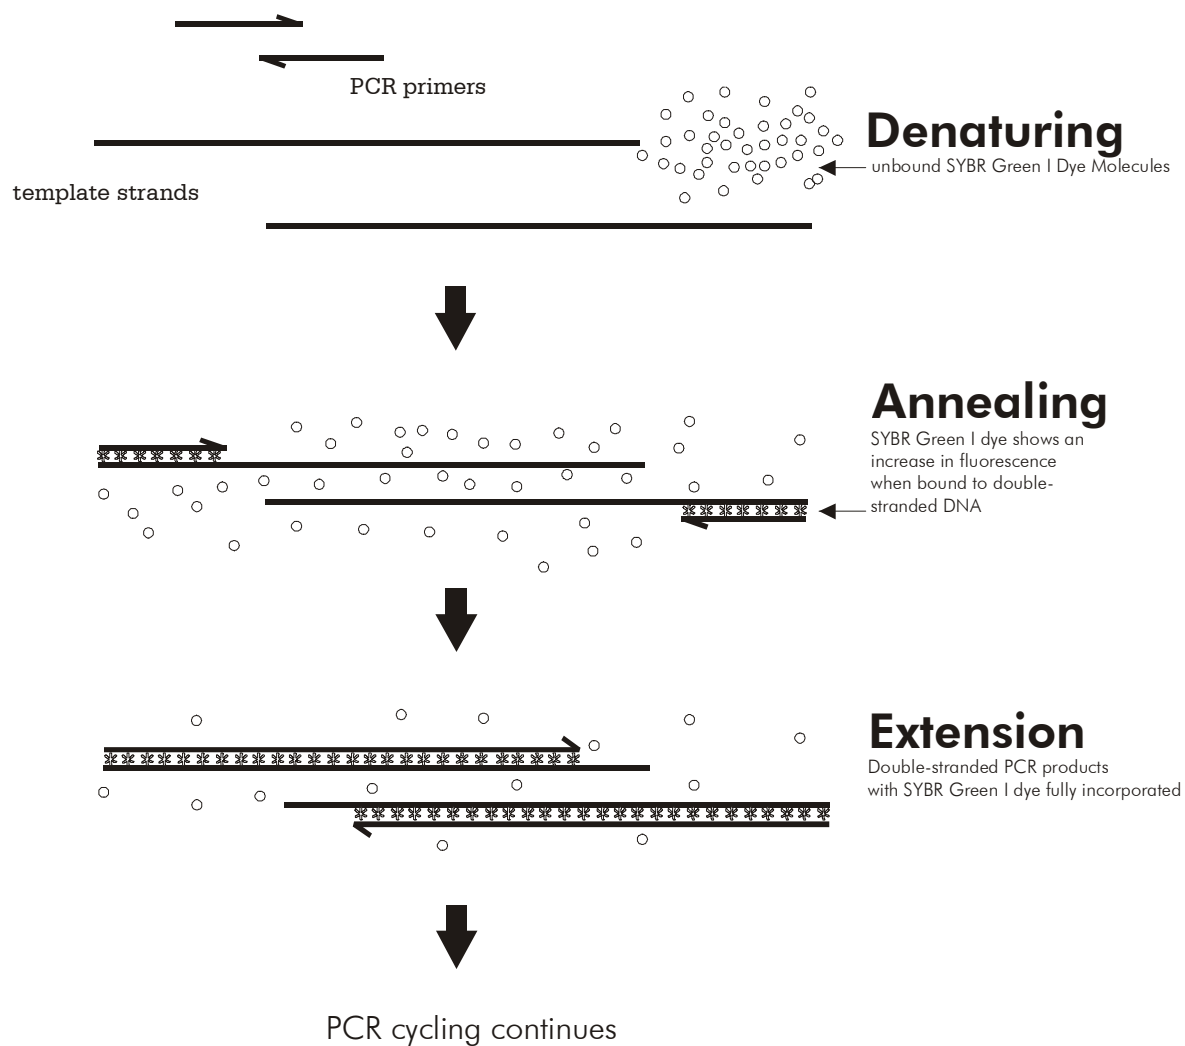 PCR primers
Denaturing
unbound SYBR Green I Dye Molecules
template strands
Annealing
SYBR Green I dye shows an
increase in fluorescence
when bound to double-
stranded DNA
Extension
Double-stranded PCR products
with SYBR Green I dye fully incorporated
PCR cycling continues